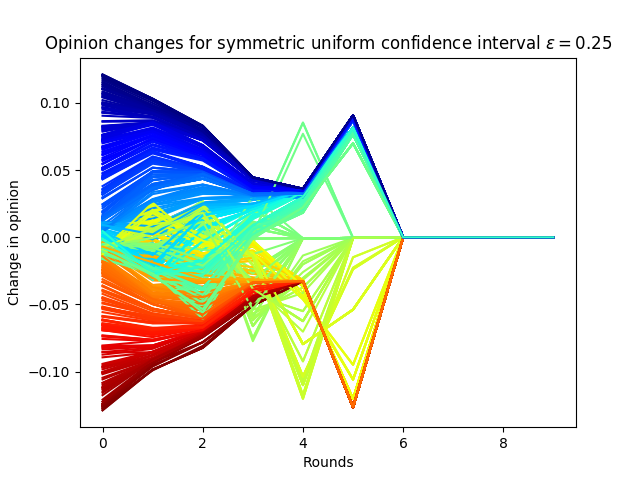 Opinion changes for symmetric uniform confidence interval ε = 0.25
0.10
0.05
0.00
−0.05
−0.10
Change in opinion
0 2 4 6 8
Rounds